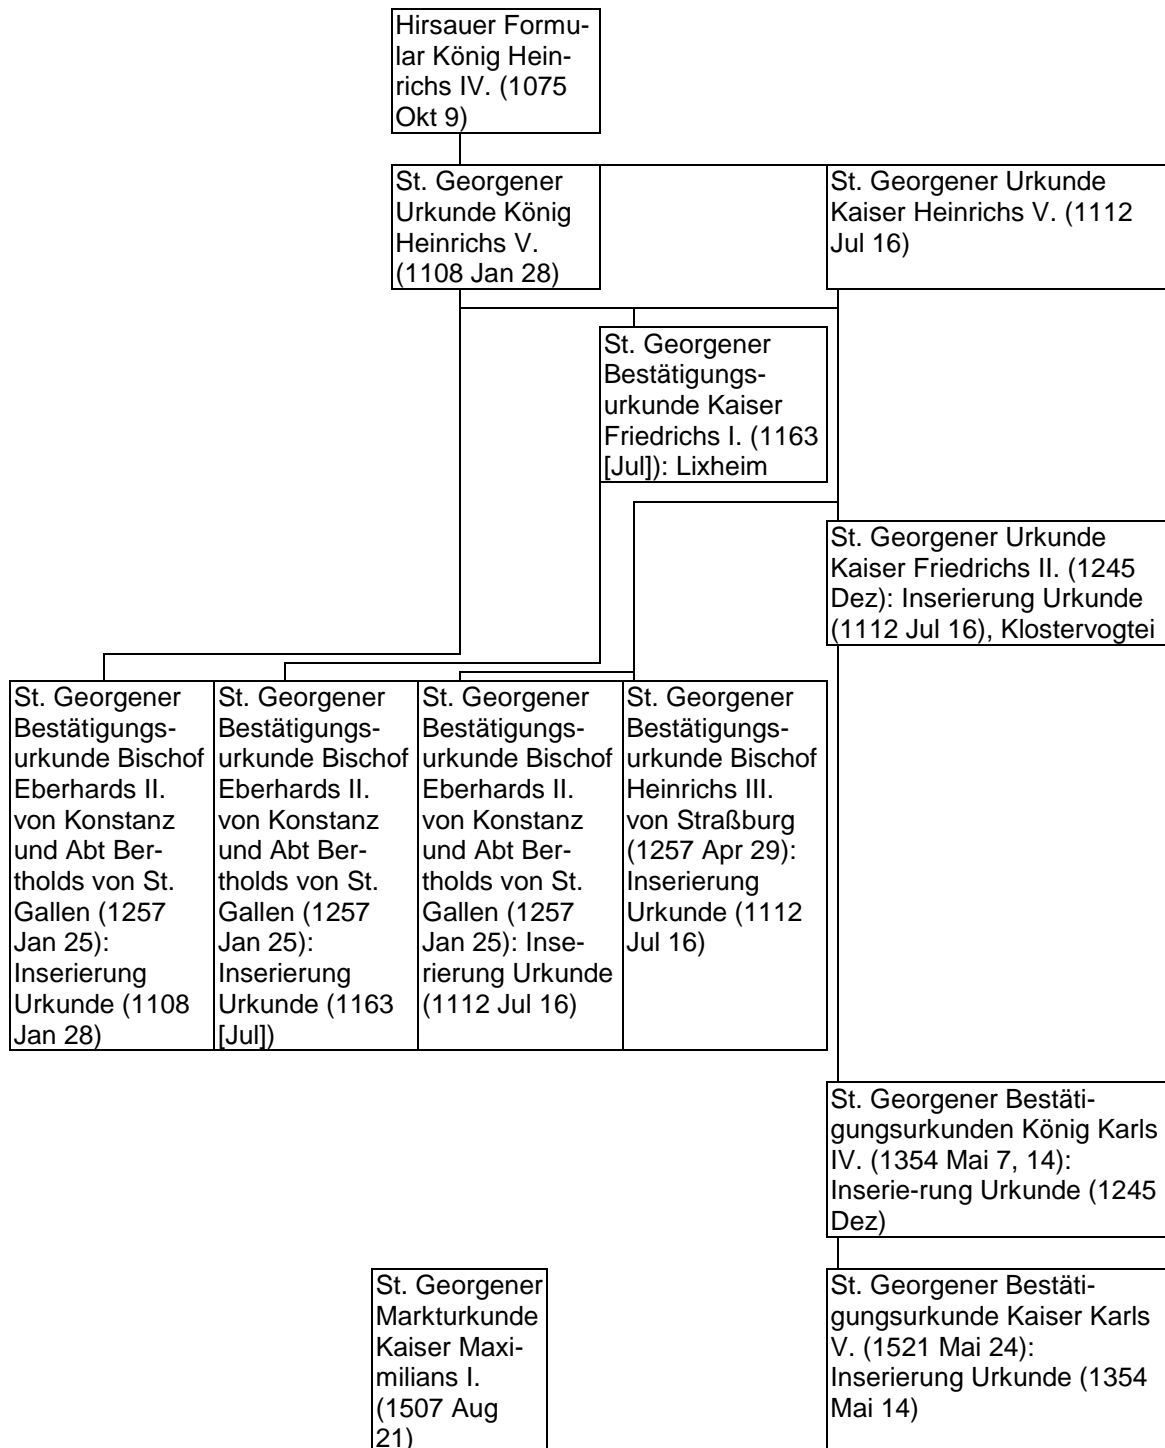 Hirsauer Formu-
lar König Hein-
richs IV. (1075
Okt 9)
St. Georgener
Urkunde König
Heinrichs V.
(1108 Jan 28)
St. Georgener Urkunde
Kaiser Heinrichs V. (1112
Jul 16)
St. Georgener
Bestätigungs-
urkunde Kaiser
Friedrichs I. (1163
[Jul]): Lixheim
St. Georgener Urkunde
Kaiser Friedrichs II. (1245
Dez): Inserierung Urkunde
(1112 Jul 16), Klostervogtei
St. Georgener
Bestätigungs-
urkunde Bischof
Eberhards II.
von Konstanz
und Abt Ber-
tholds von St.
Gallen (1257
Jan 25):
Inserierung
Urkunde (1108
Jan 28)
St. Georgener
Bestätigungs-
urkunde Bischof
Eberhards II.
von Konstanz
und Abt Ber-
tholds von St.
Gallen (1257
Jan 25):
Inserierung
Urkunde (1163
[Jul])
St. Georgener
Bestätigungs-
urkunde Bischof
Eberhards II.
von Konstanz
und Abt Ber-
tholds von St.
Gallen (1257
Jan 25): Inse-
rierung Urkunde
(1112 Jul 16)
St. Georgener
Bestätigungs-
urkunde Bischof
Heinrichs III.
von Straßburg
(1257 Apr 29):
Inserierung
Urkunde (1112
Jul 16)
St. Georgener Bestäti-
gungsurkunden König Karls
IV. (1354 Mai 7, 14):
Inserie-rung Urkunde (1245
Dez)
St. Georgener
Markturkunde
Kaiser Maxi-
milians I.
(1507 Aug
21)
St. Georgener Bestäti-
gungsurkunde Kaiser Karls
V. (1521 Mai 24):
Inserierung Urkunde (1354
Mai 14)